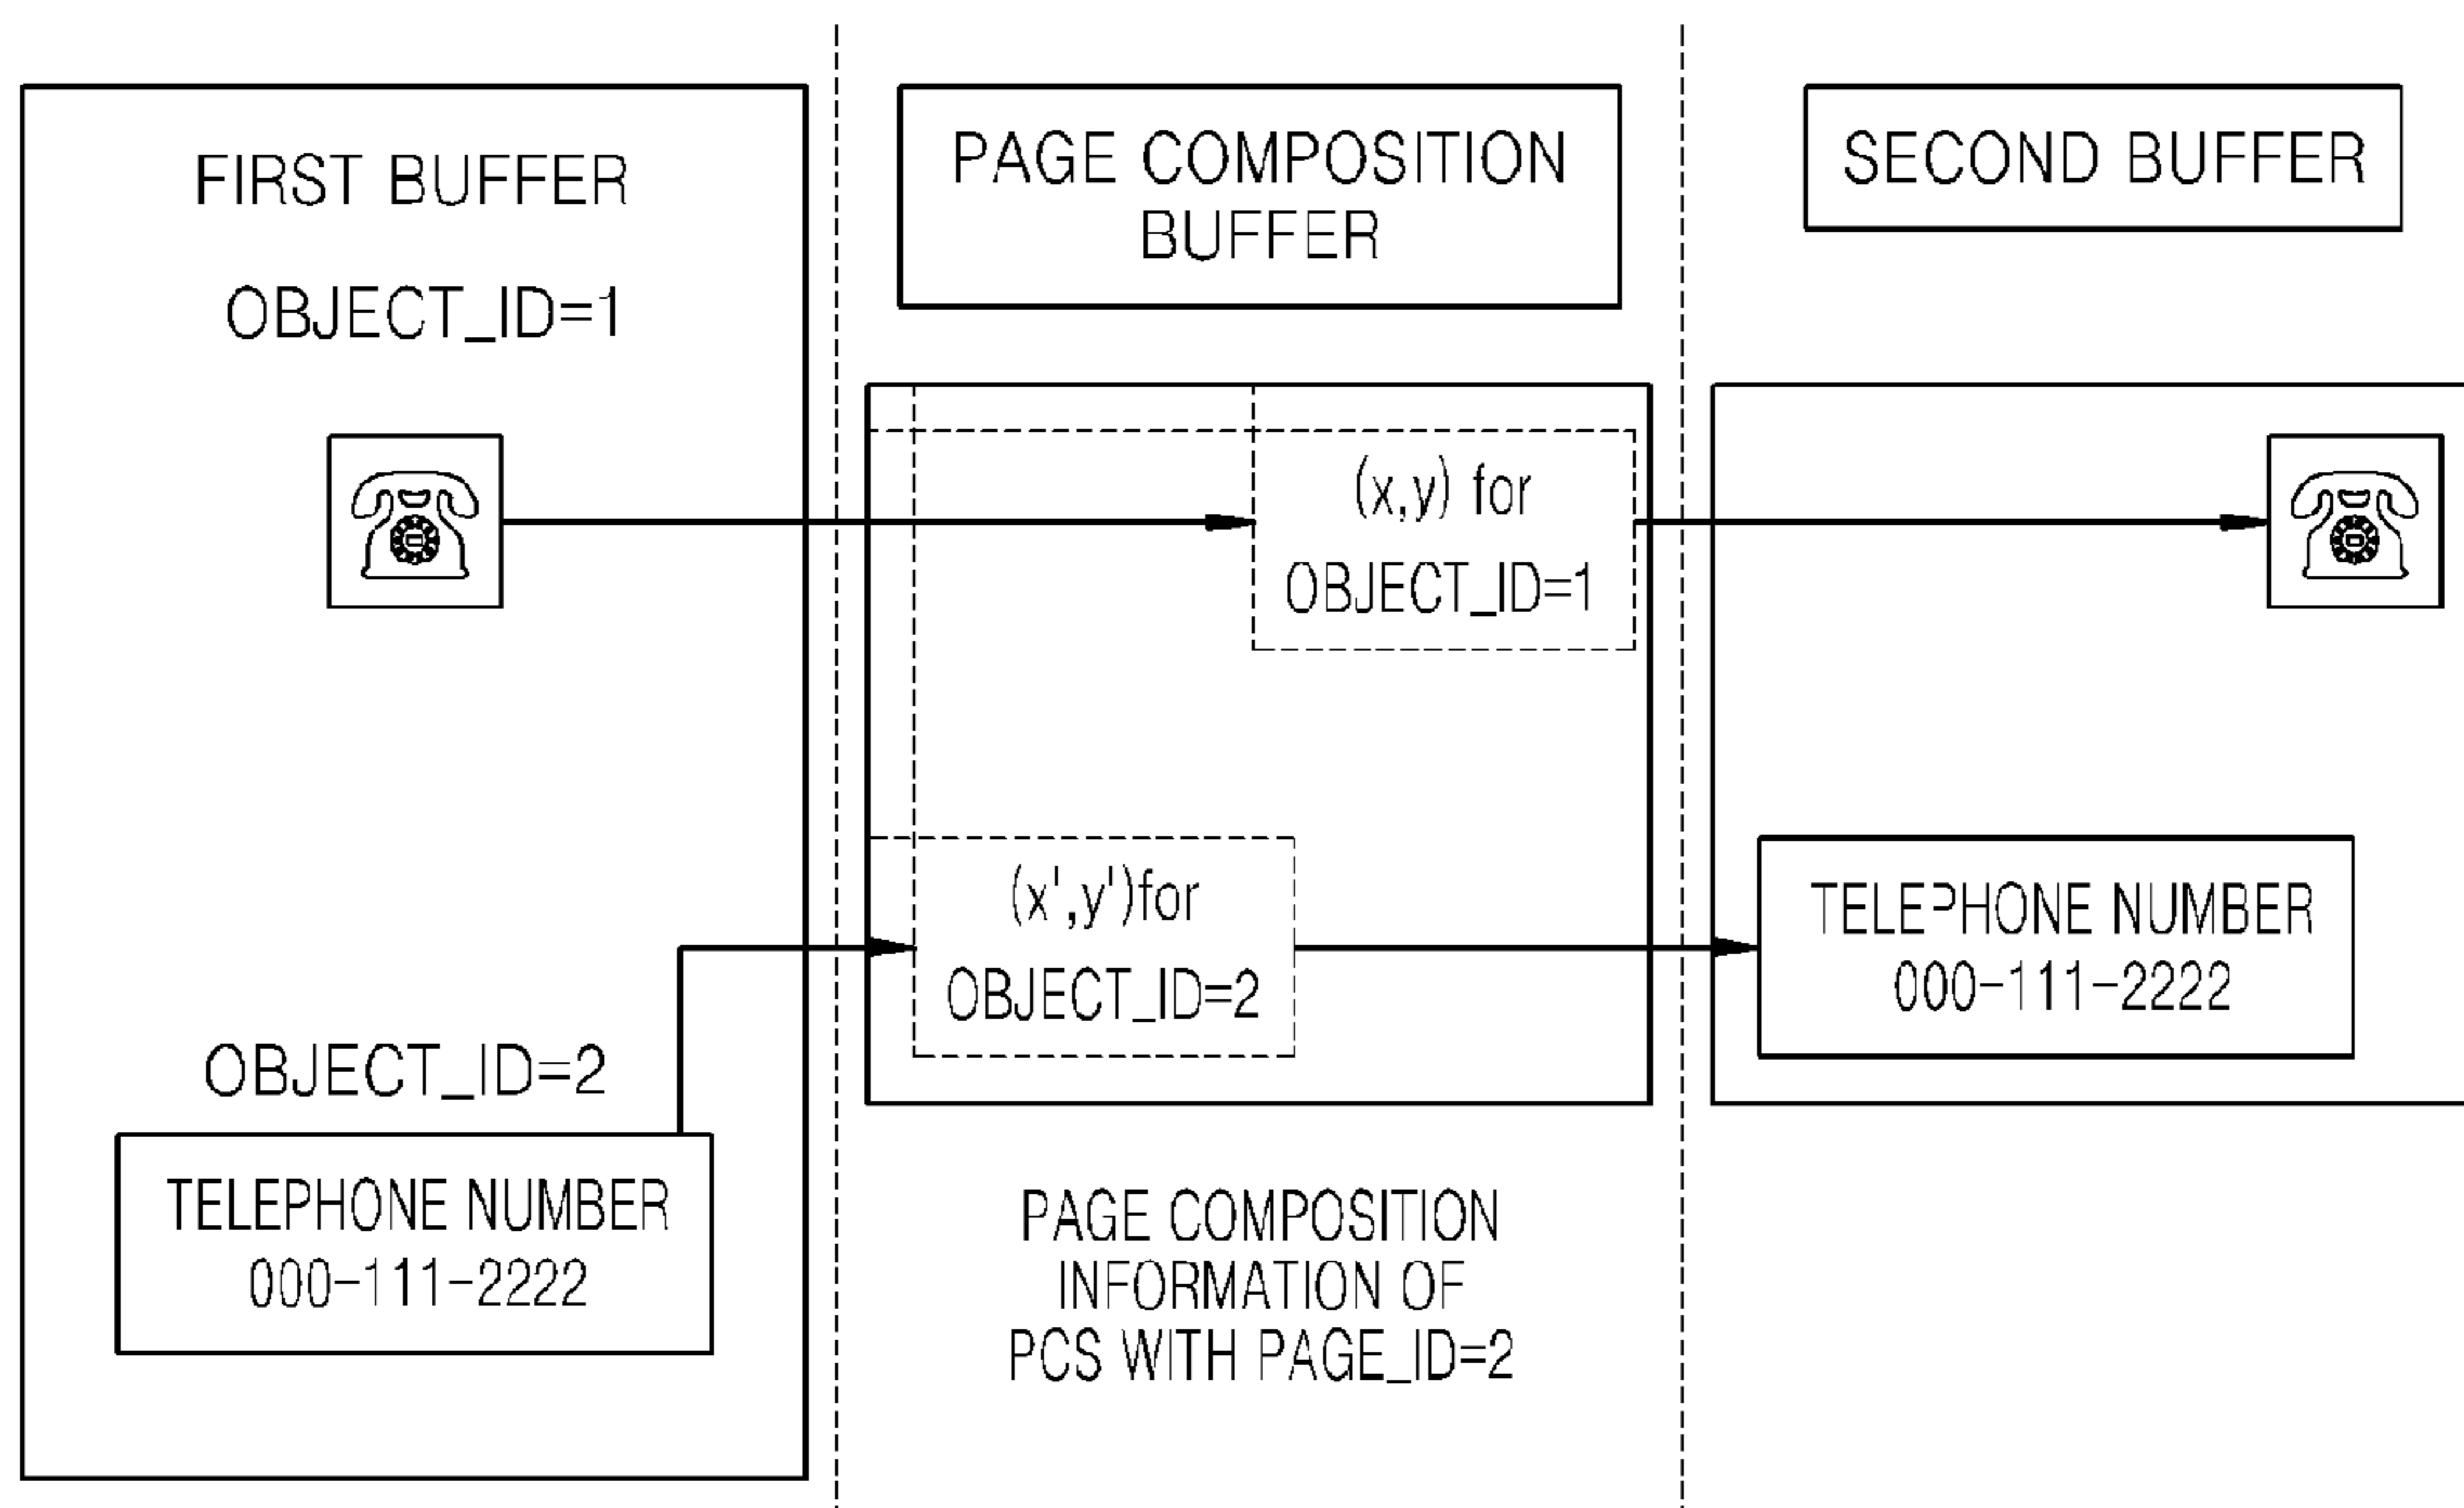 FIRST BUFFER
OBJECT_ID=1
OBJECT_ID=2
TELEPHONE NUMBER
000-111-2222
PAGE COMPOSITION
BUFFER
(x,y) for
OBJECT_ID=1
(x',y')for
OBJECT_ID=2
PAGE COMPOSITION
INFORMATION OF
PCS WITH PAGE_ID=2
SECOND BUFFER
TELEPHONE NUMBER
000-111-2222